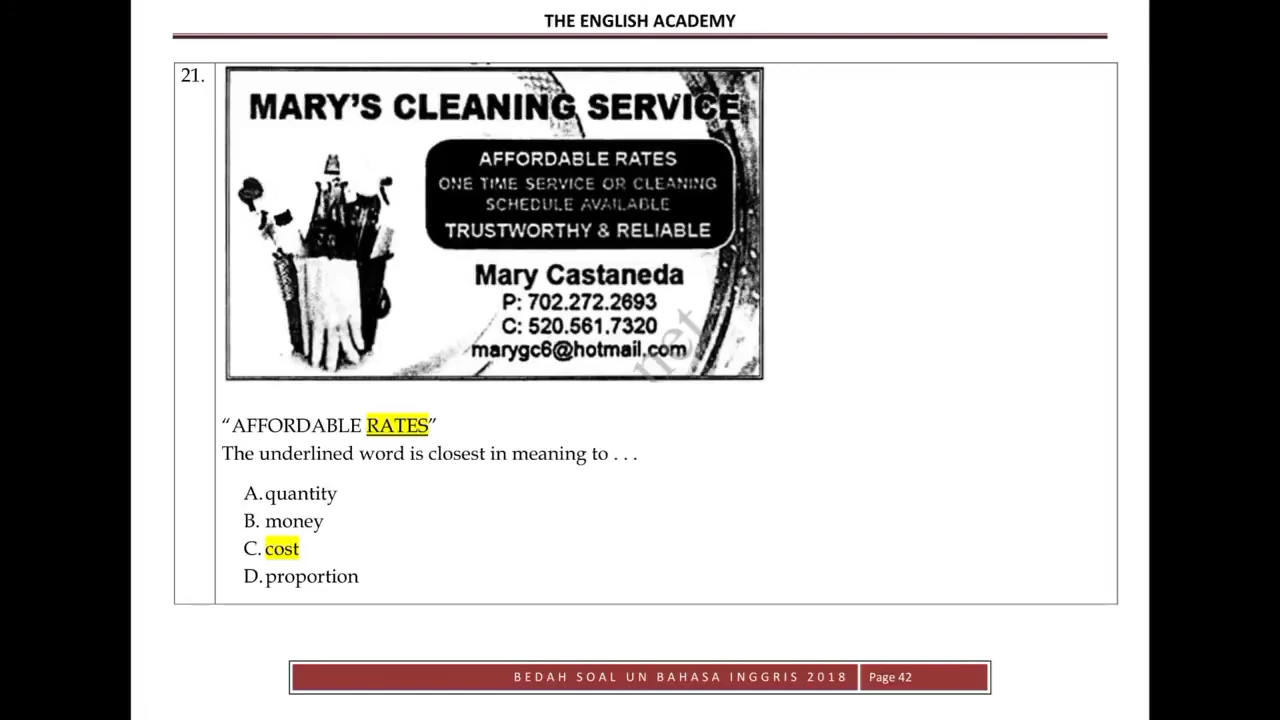 THE ENGLISH ACADEMY
21.
MARY'S CLEANING SERVICE
AFFORDABLE RATES
ONE TIME SERVICE OR CLEANING
SCHEDULE AVAILABLE
TRUSTWORTHY & RELIABLE
Mary Castaneda
P: 702.272.2693
C: 520.561.7320
marygc6@hotmail.com
net
“AFFORDABLE RATES”
The underlined word is closest in meaning to . . .
A. quantity
B. money
C. cost
D. proportion
BEDAH SOAL UN BAHASA INGGRIS 2018
Page 42